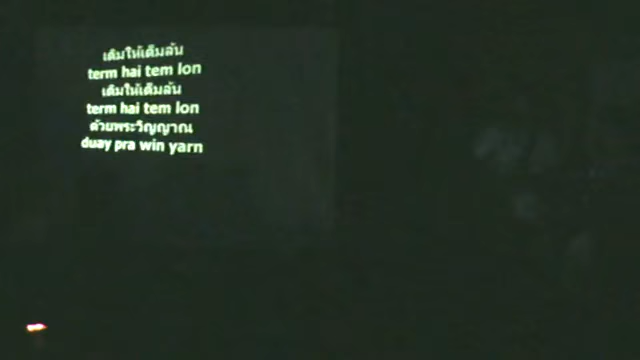 เติมให้เต็มล้น
term hai tem lon
เติมให้เต็มล้น
term hai tem lon
ด้วยพระวิญญาณ
duay pra win yarn